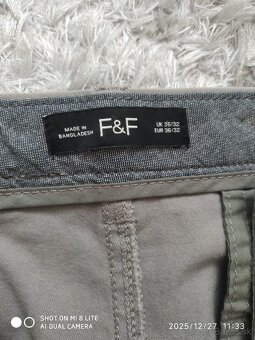 MADE IN
BANGLADESH
F&F
UK 36/32
EUR 36/32
SHOT ON MI 8 LITE
AI DUAL CAMERA
2025/12/27 11:33